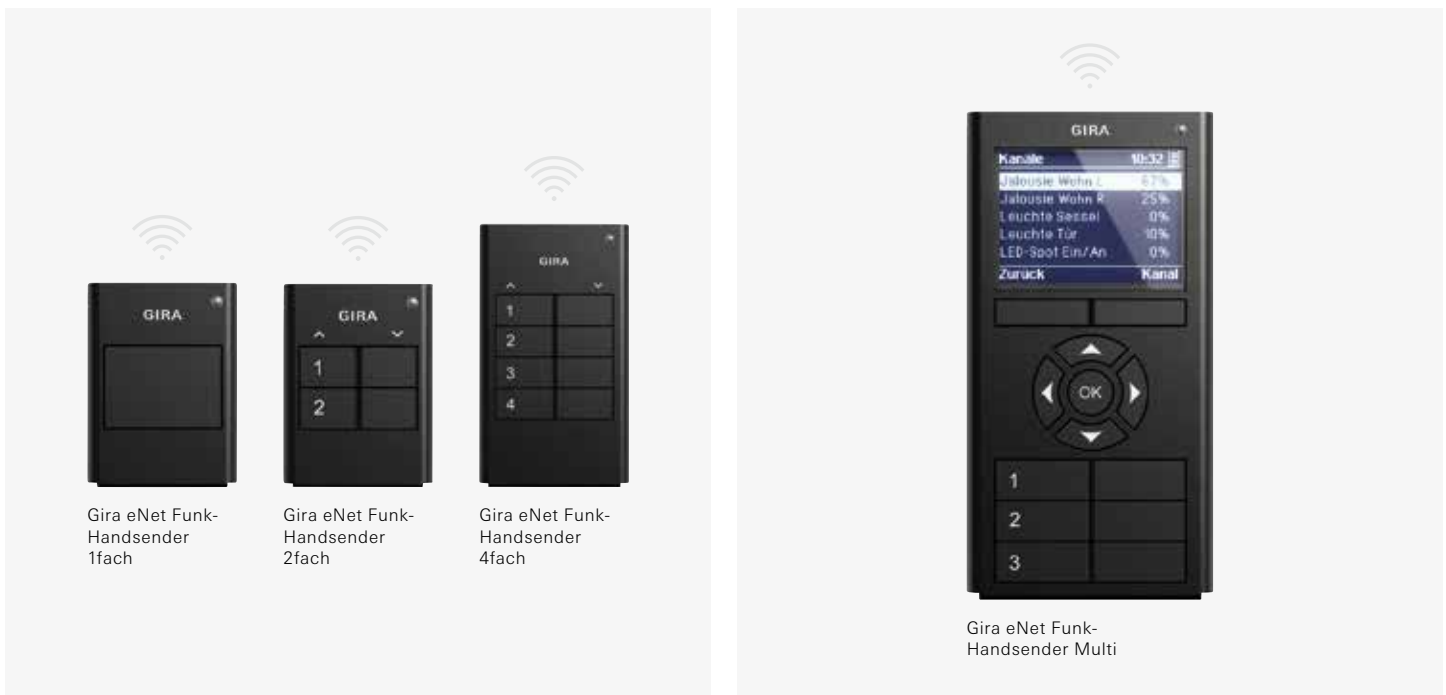 GIRA
Gira eNet Funk-
Handsender
1fach
GIRA
1
2
Gira eNet Funk-
Handsender
2fach
GIRA
1
2
3
4
Gira eNet Funk-
Handsender
4fach
GIRA
Kanäle 10:32
Jalousie Wohn L 67%
Jalousie Wohn R 25%
Leuchte Sessel 0%
Leuchte Tür 10%
LED-Spot Ein/An 0%
Zurück Kanal
OK
1
2
3
Gira eNet Funk-
Handsender Multi